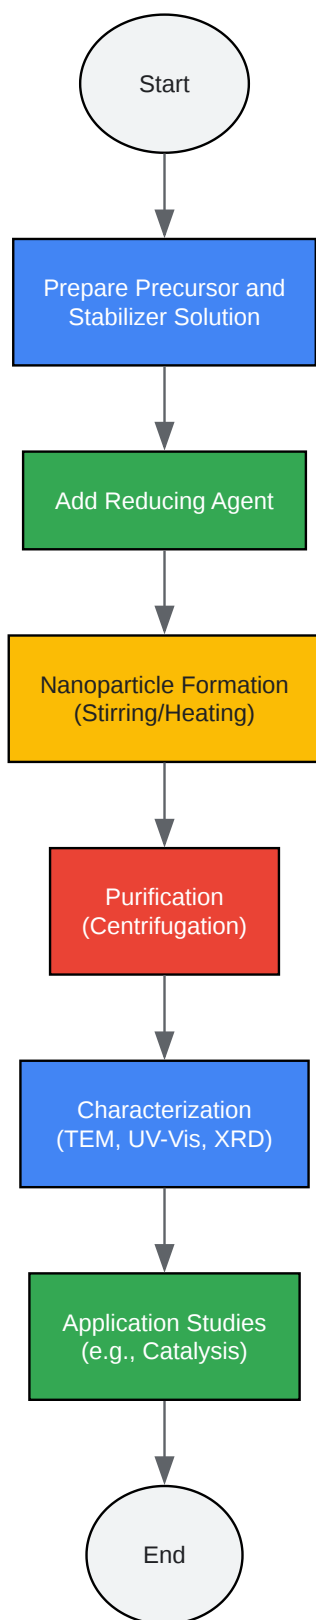 Start
Prepare Precursor and
Stabilizer Solution
Add Reducing Agent
Nanoparticle Formation
(Stirring/Heating)
Purification
(Centrifugation)
Characterization
(TEM, UV-Vis, XRD)
Application Studies
(e.g., Catalysis)
End